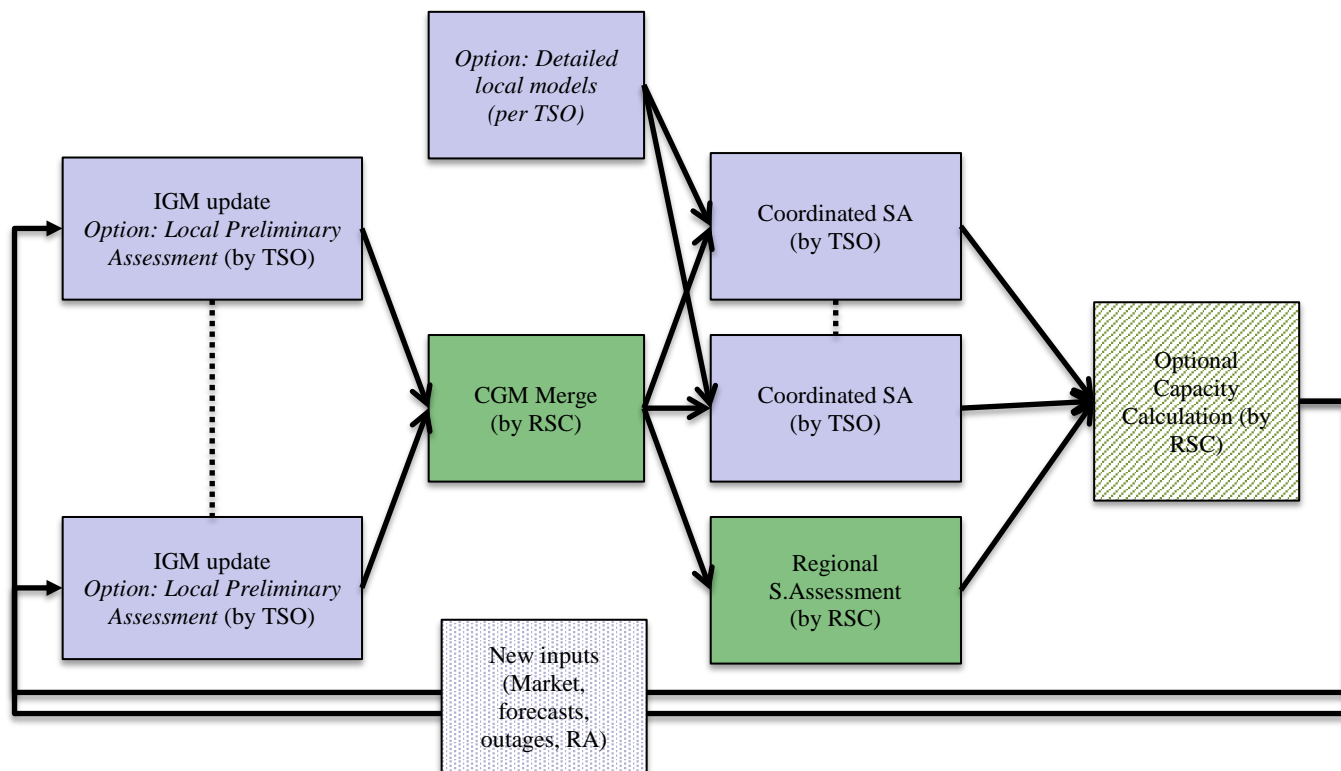 Option: Detailed
local models
(per TSO)
IGM update
Option: Local Preliminary
Assessment (by TSO)
Coordinated SA
(by TSO)
CGM Merge
(by RSC)
Coordinated SA
(by TSO)
Optional
Capacity
Calculation (by
RSC)
IGM update
Option: Local Preliminary
Assessment (by TSO)
Regional
S.Assessment
(by RSC)
New inputs
(Market,
forecasts,
outages, RA)